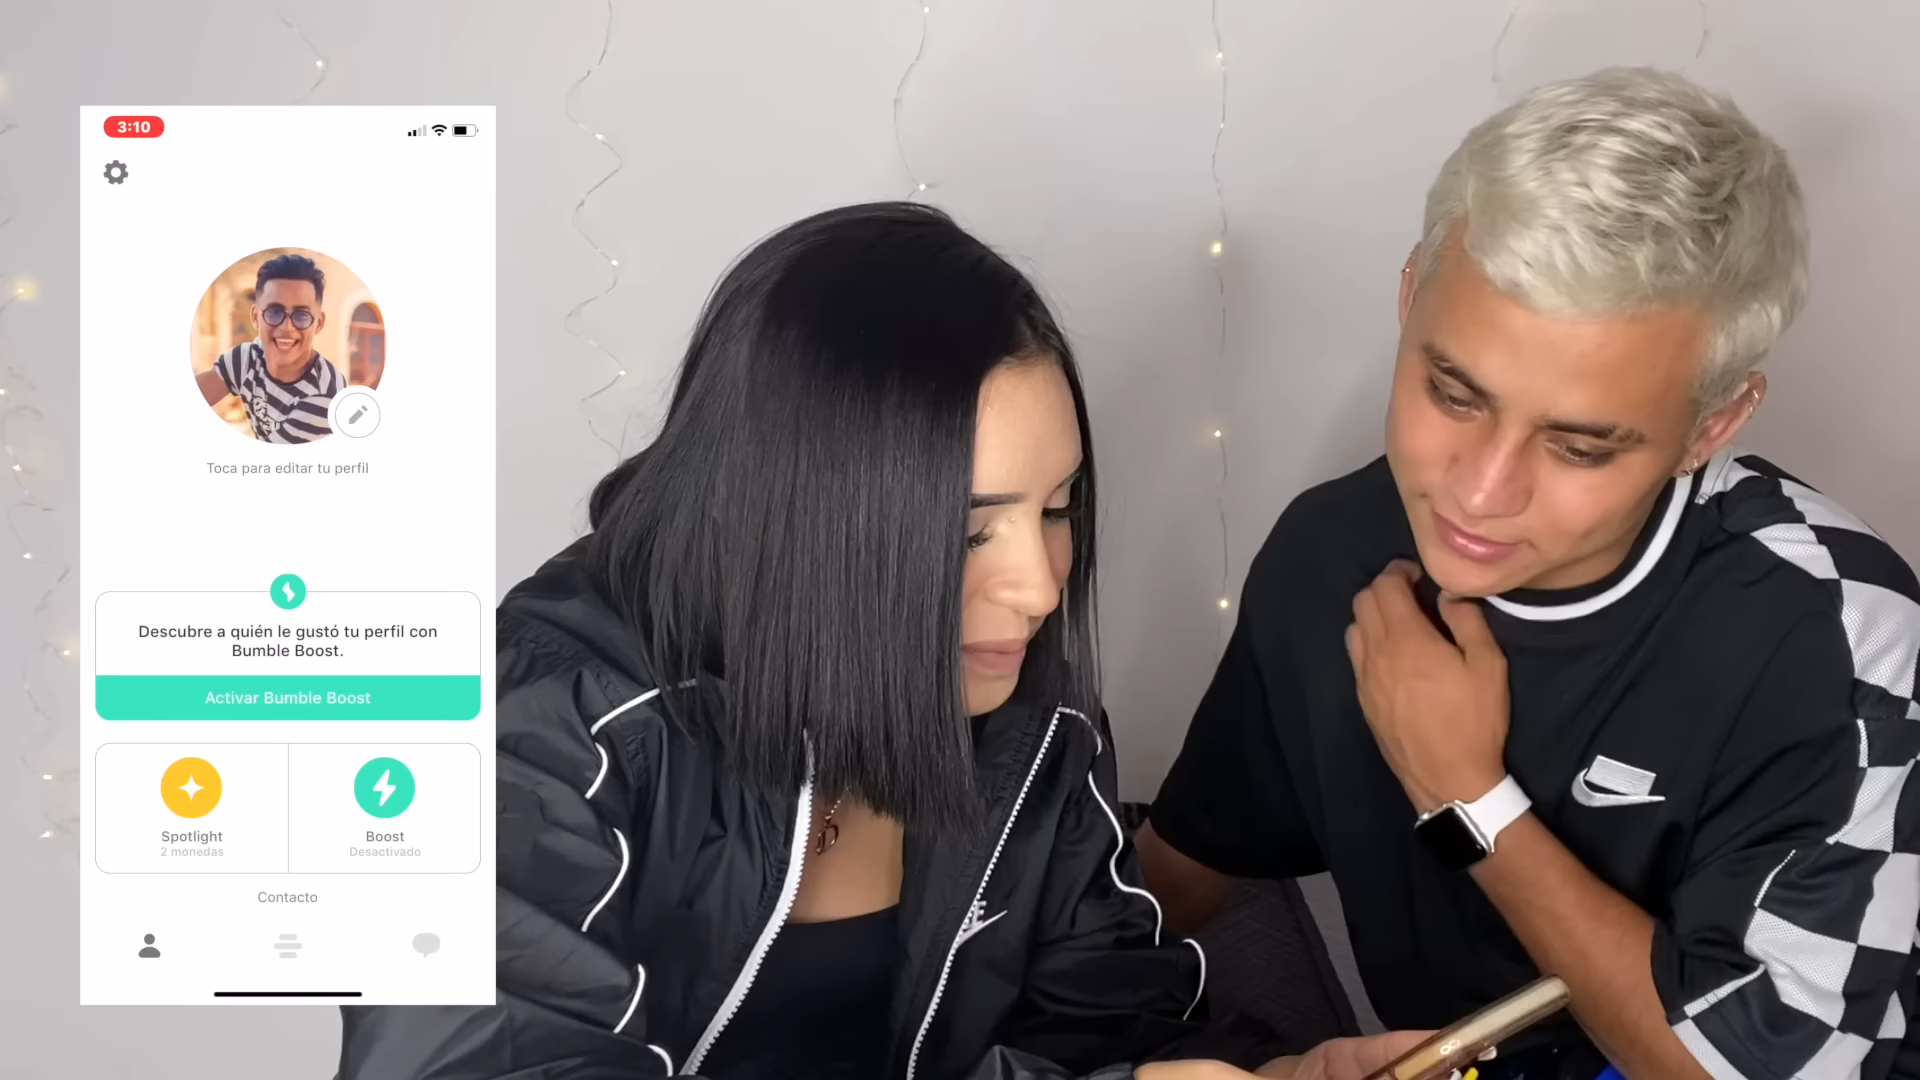 3:10
Toca para editar tu perfil
Descubre a quién le gustó tu perfil con
Bumble Boost.
Activar Bumble Boost
Spotlight
2 monedas
Boost
Desactivado
Contacto